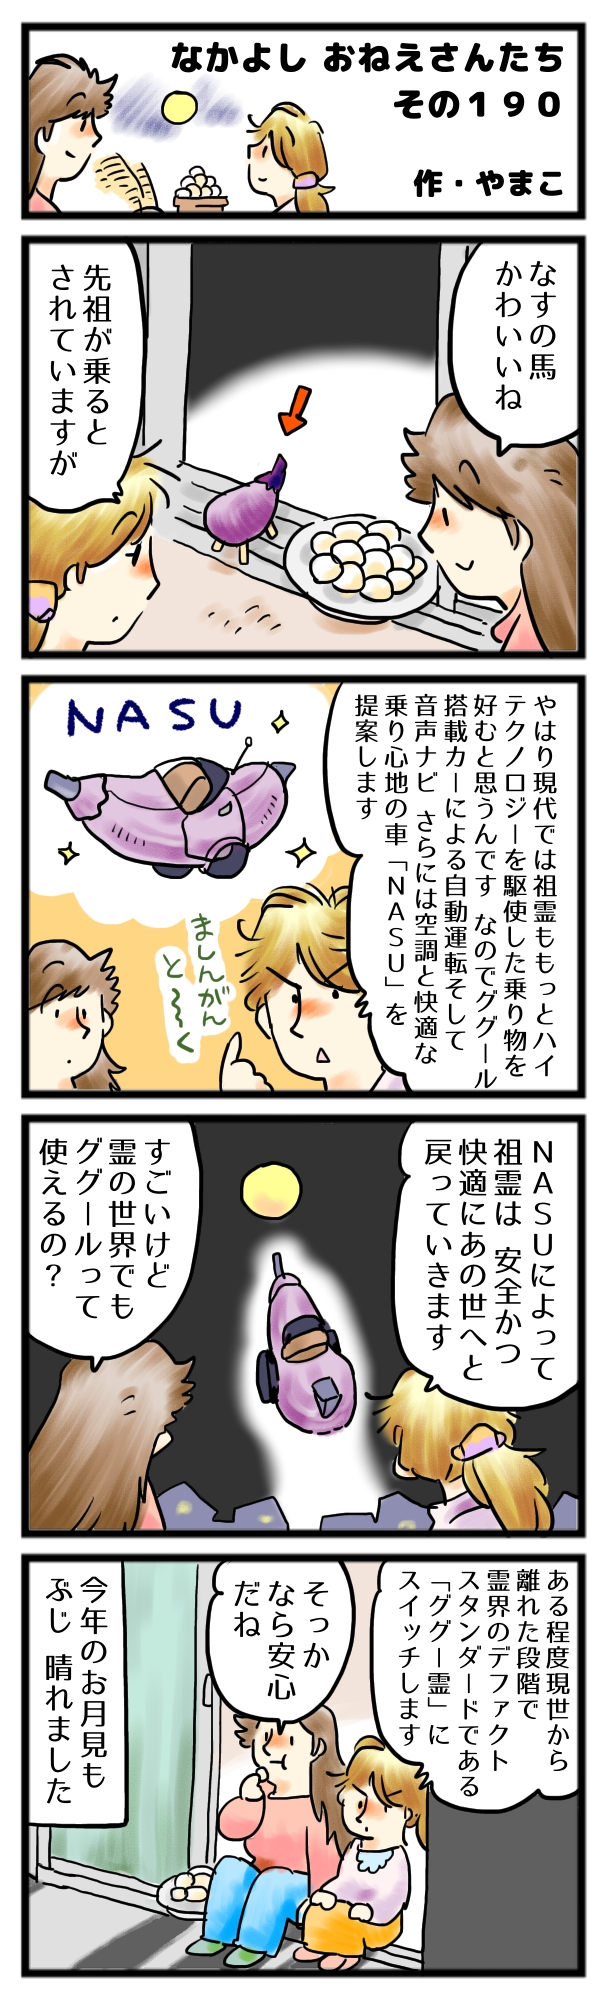 なかよし おねえさんたち
その190
作・やまこ
なすの馬
かわいいね
先祖が乗ると
されていますが
やはり現代では祖霊ももっとハイ
テクノロジーを駆使した乗り物を
好むと思うんです なのでググール
搭載カーによる自動運転そして
音声ナビ さらには空調と快適な
乗り心地の車「NASU」を
提案します
NASU
ましんがん
と〜〜く
NASUによって
祖霊は 安全かつ
快適にあの世へと
戻っていきます
すごいけど
霊の世界でも
ググールって
使えるの?
ある程度現世から
離れた段階で
霊界のデファクト
スタンダードである
「ググー霊」に
スイッチします
そっか
なら安心
だね
今年のお月見も
ぶじ 晴れました